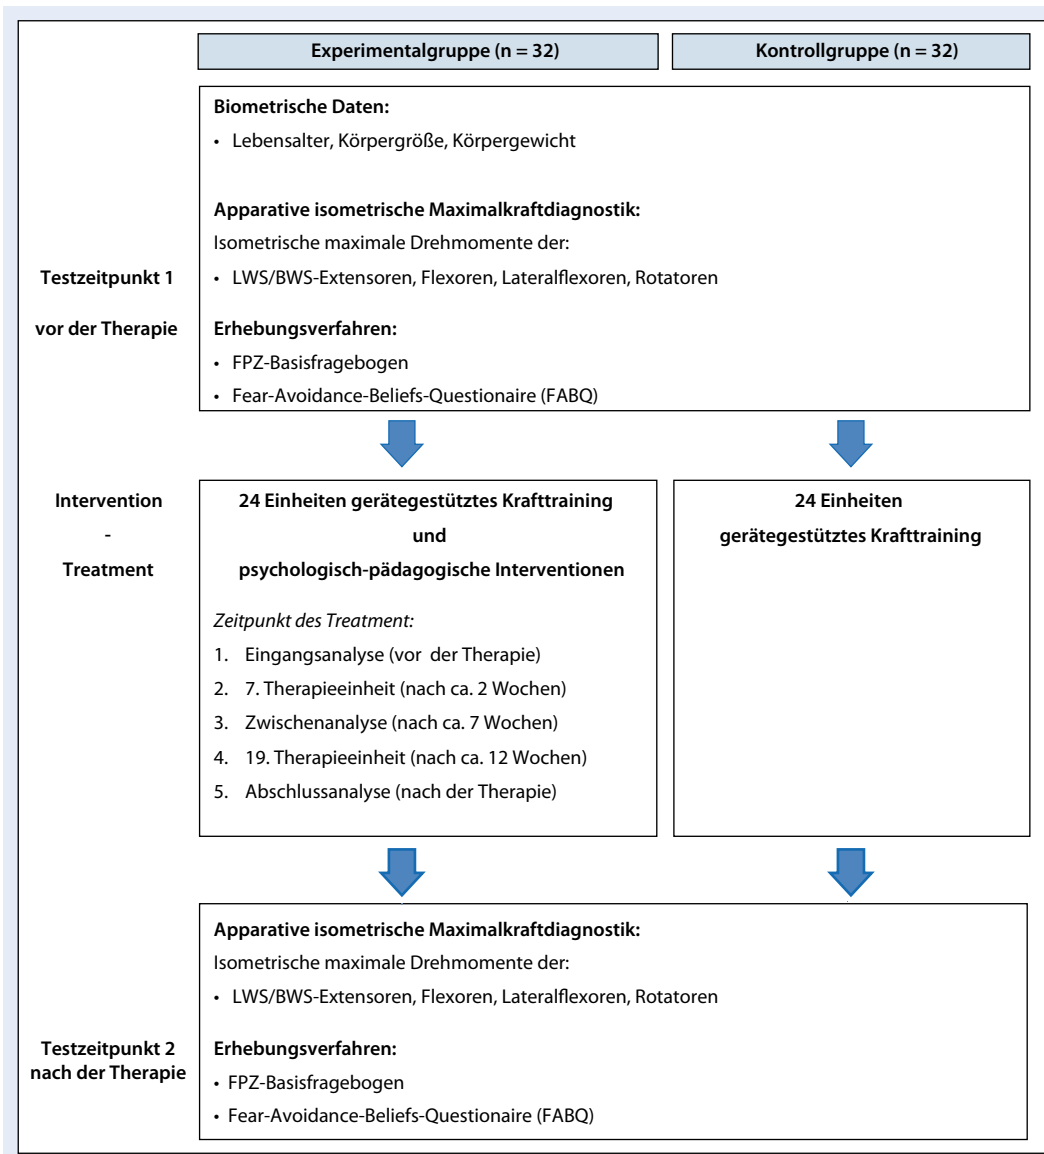 Experimentalgruppe (n = 32)
Kontrollgruppe (n = 32)
Testzeitpunkt 1
vor der Therapie
Biometrische Daten:
• Lebensalter, Körpergröße, Körpergewicht
Apparative isometrische Maximalkraftdiagnostik:
Isometrische maximale Drehmomente der:
• LWS/BWS-Extensoren, Flexoren, Lateralflexoren, Rotatoren
Erhebungsverfahren:
• FPZ-Basisfragebogen
• Fear-Avoidance-Beliefs-Questionaire (FABQ)
Intervention
-
Treatment
24 Einheiten gerätegestütztes Krafttraining
und
psychologisch-pädagogische Interventionen
Zeitpunkt des Treatment:
1. Eingangsanalyse (vor der Therapie)
2. 7. Therapieeinheit (nach ca. 2 Wochen)
3. Zwischenanalyse (nach ca. 7 Wochen)
4. 19. Therapieeinheit (nach ca. 12 Wochen)
5. Abschlussanalyse (nach der Therapie)
24 Einheiten
gerätegestütztes Krafttraining
Testzeitpunkt 2
nach der Therapie
Apparative isometrische Maximalkraftdiagnostik:
Isometrische maximale Drehmomente der:
• LWS/BWS-Extensoren, Flexoren, Lateralflexoren, Rotatoren
Erhebungsverfahren:
• FPZ-Basisfragebogen
• Fear-Avoidance-Beliefs-Questionaire (FABQ)